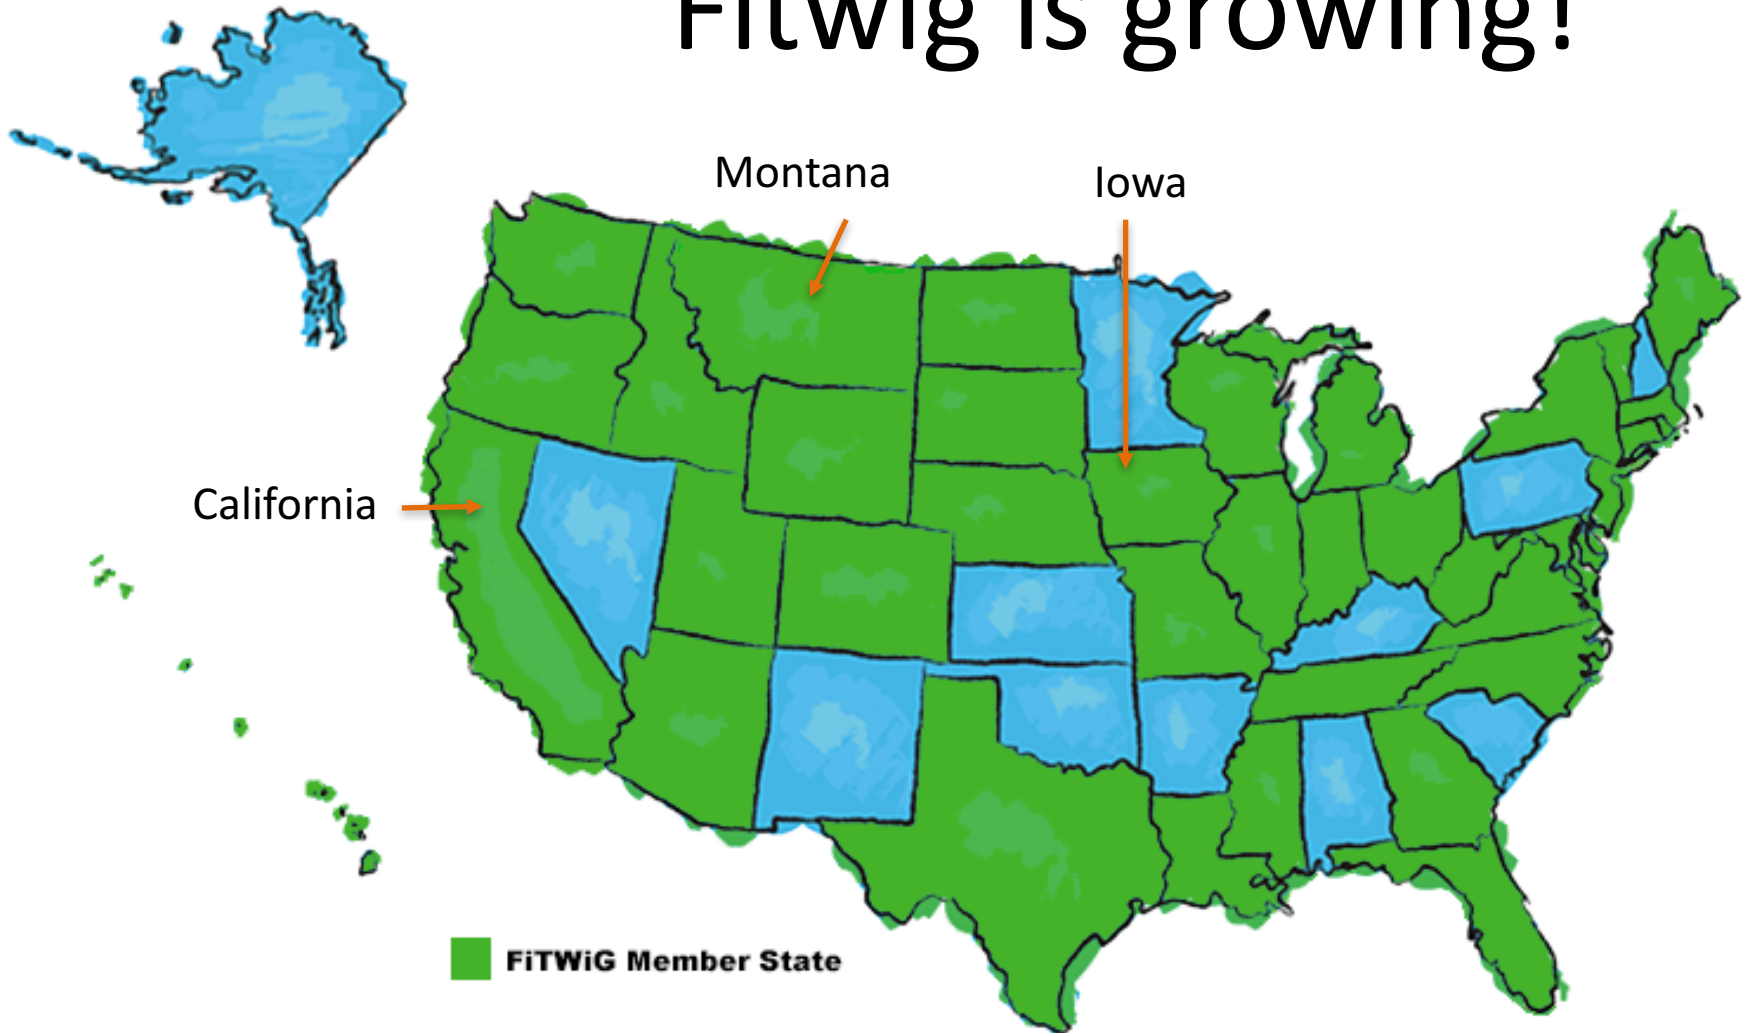 Fitwig is growing!
Montana
Iowa
California
FiTWiG Member State